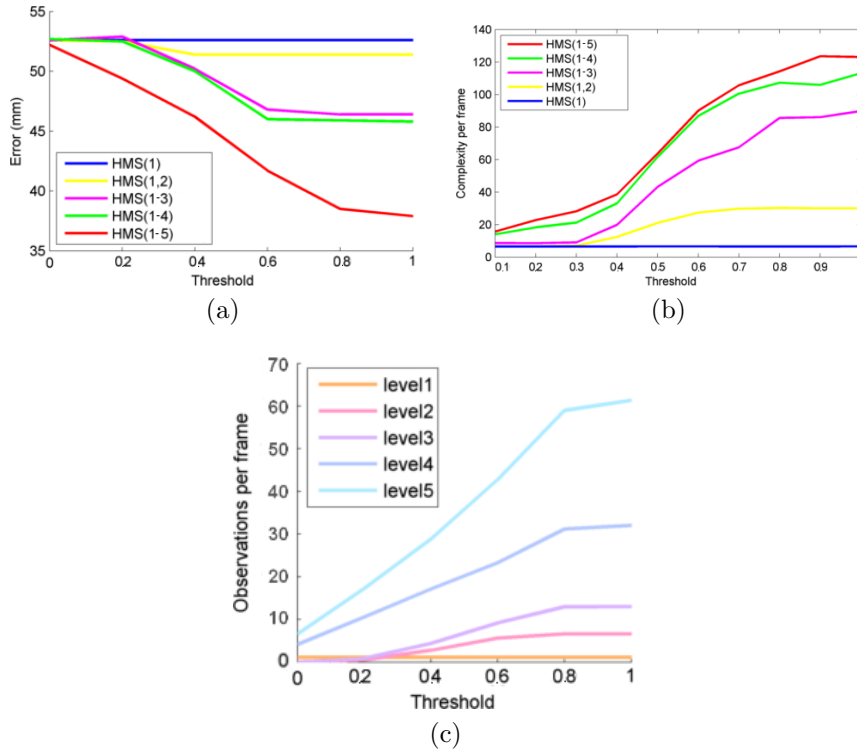 55
50
45
40
35
Error (mm)
HMS(1)
HMS(1,2)
HMS(1-3)
HMS(1-4)
HMS(1-5)
0 0.2 0.4 0.6 0.8 1
Threshold
(a)
140
120
100
80
60
40
20
0
Complexity per frame
HMS(1-5)
HMS(1-4)
HMS(1-3)
HMS(1,2)
HMS(1)
0.1 0.2 0.3 0.4 0.5 0.6 0.7 0.8 0.9
Threshold
(b)
70
60
50
40
30
20
10
0
Observations per frame
level1
level2
level3
level4
level5
0 0.2 0.4 0.6 0.8 1
Threshold
(c)